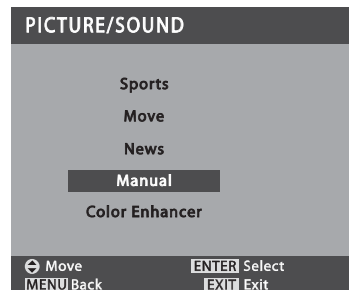 PICTURE/SOUND
Sports
Move
News
Manual
Color Enhancer
Move ENTER Select
MENU Back EXIT Exit